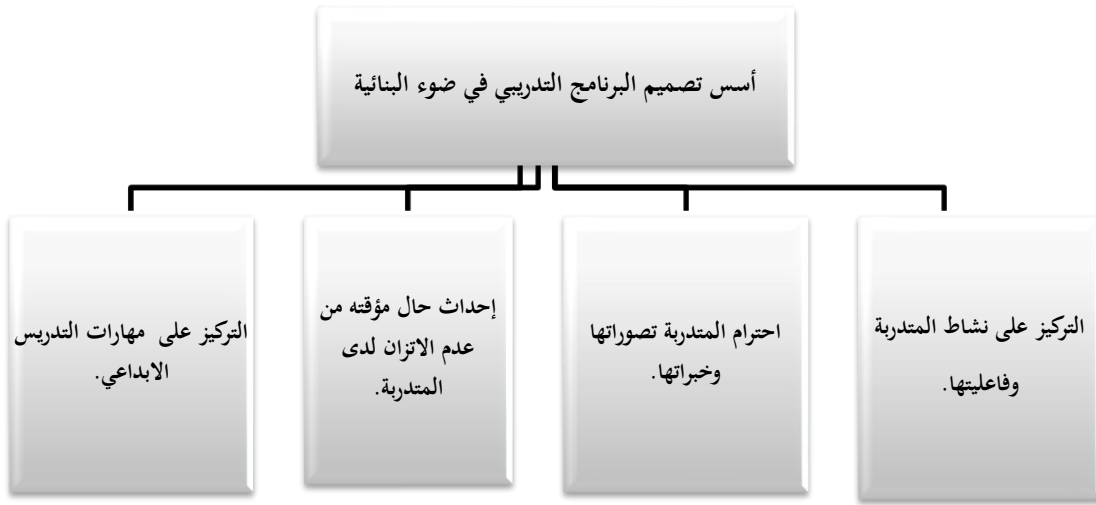 أسس تصميم البرنامج التدريبي في ضوء البنائية
التركيز على نشاط المتدربة
وفاعليتها.
احترام المتدربة تصوراتها
وخبراتها.
إحداث حال مؤقته من
عدم الاتزان لدى
المتدربة.
التركيز على مهارات التدريس
الابداعي.